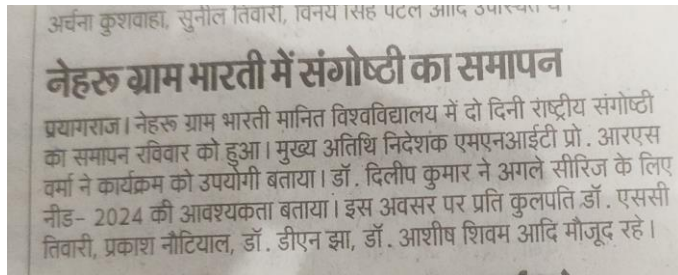 अर्चना कुशवाहा, सुनील तिवारी, विनय सिंह पटेल आदि उपस्थित थे।
नेहरू ग्राम भारती में संगोष्ठी का समापन
प्रयागराज। नेहरू ग्राम भारती मानित विश्वविद्यालय में दो दिनी राष्ट्रीय संगोष्ठी
का समापन रविवार को हुआ। मुख्य अतिथि निदेशक एमएनआईटी प्रो. आरएस
वर्मा ने कार्यक्रम को उपयोगी बताया। डॉ. दिलीप कुमार ने अगले सीरिज के लिए
नीड- 2024 की आवश्यकता बताया। इस अवसर पर प्रति कुलपति डॉ. एससी
तिवारी, प्रकाश नौटियाल, डॉ. डीएन झा, डॉ. आशीष शिवम आदि मौजूद रहे।